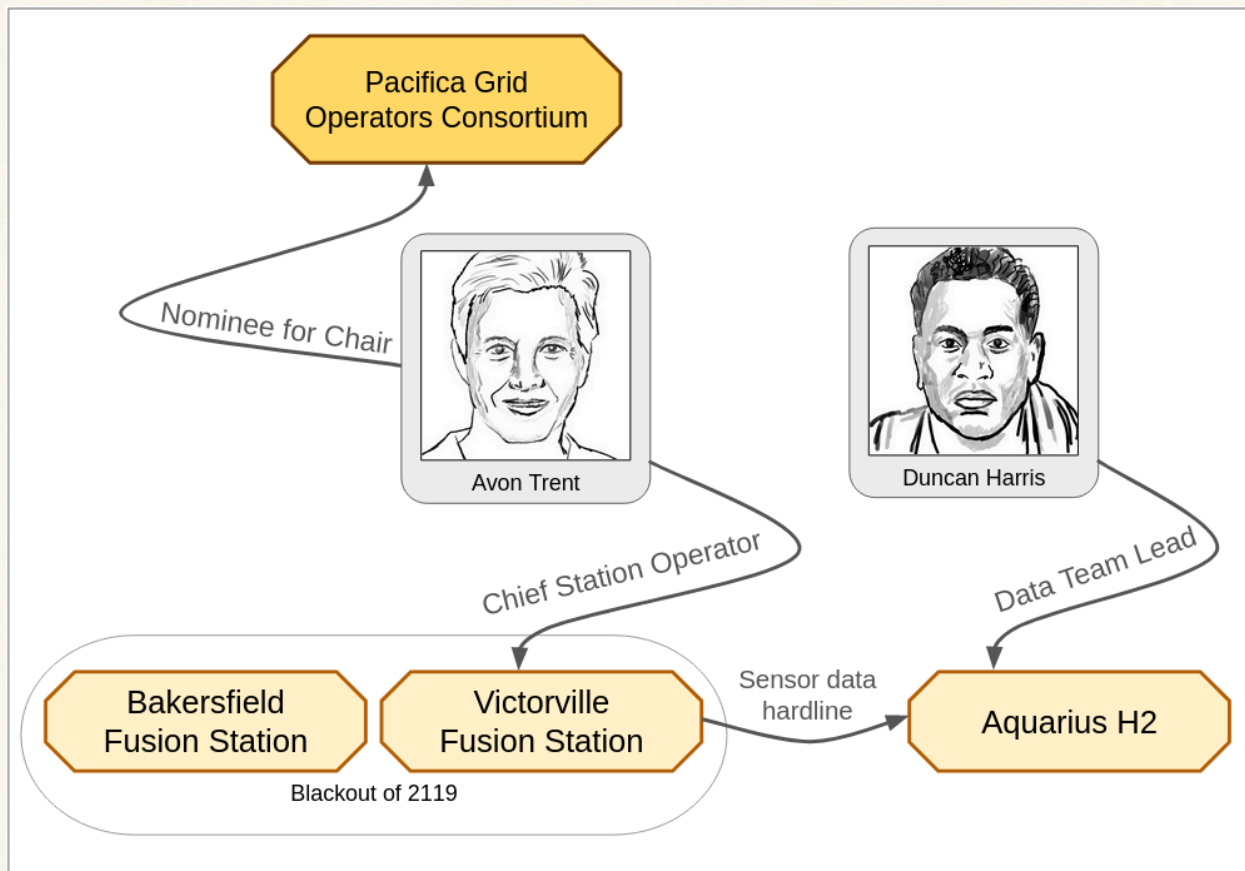 Pacifica Grid
Operators Consortium
Nominee for Chair
Avon Trent
Duncan Harris
Chief Station Operator
Data Team Lead
Bakersfield
Fusion Station
Victorville
Fusion Station
Sensor data
hardline
Aquarius H2
Blackout of 2119